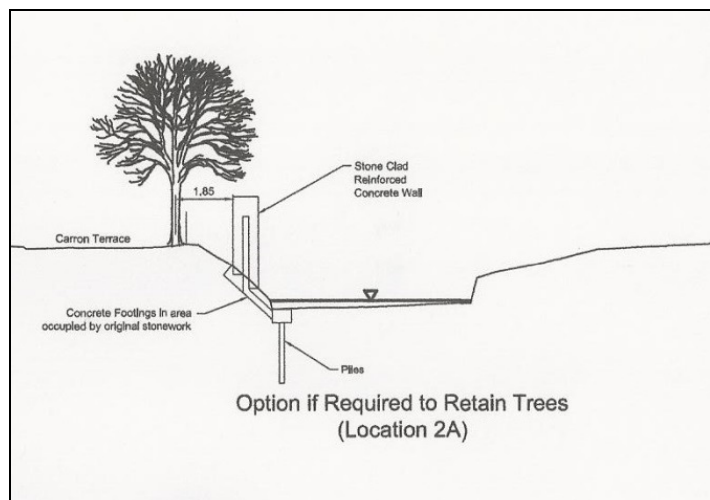 Stone Clad
Reinforced
Concrete Wall
1.85
Carron Terrace
Concrete Footings in area
occupied by original stonework
Piles
Option if Required to Retain Trees
(Location 2A)